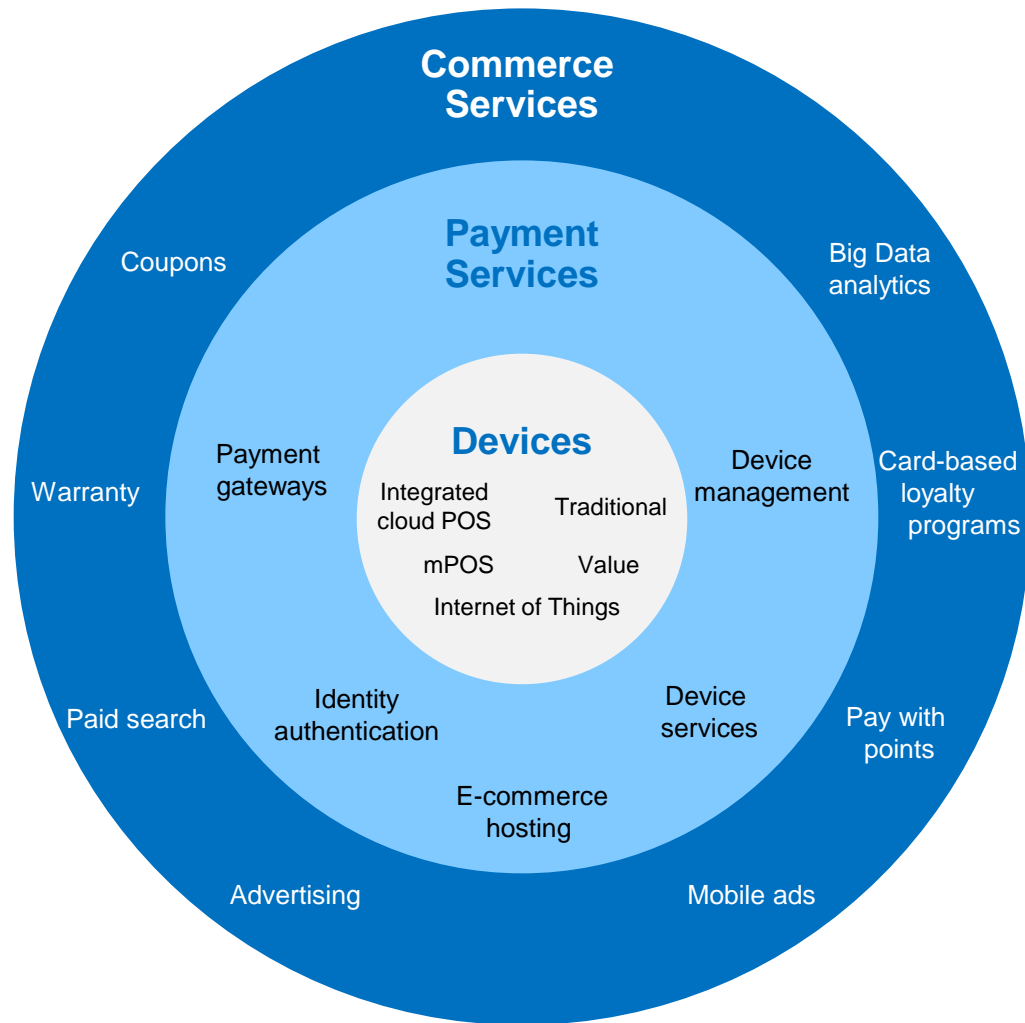 Commerce
Services
Coupons
Big Data
analytics
Warranty
Card-based
loyalty
programs
Paid search
Pay with
points
Advertising
Mobile ads
Payment
Services
Payment
gateways
Device
management
Identity
authentication
Device
services
E-commerce
hosting
Devices
Integrated
cloud POS
Traditional
mPOS
Value
Internet of Things